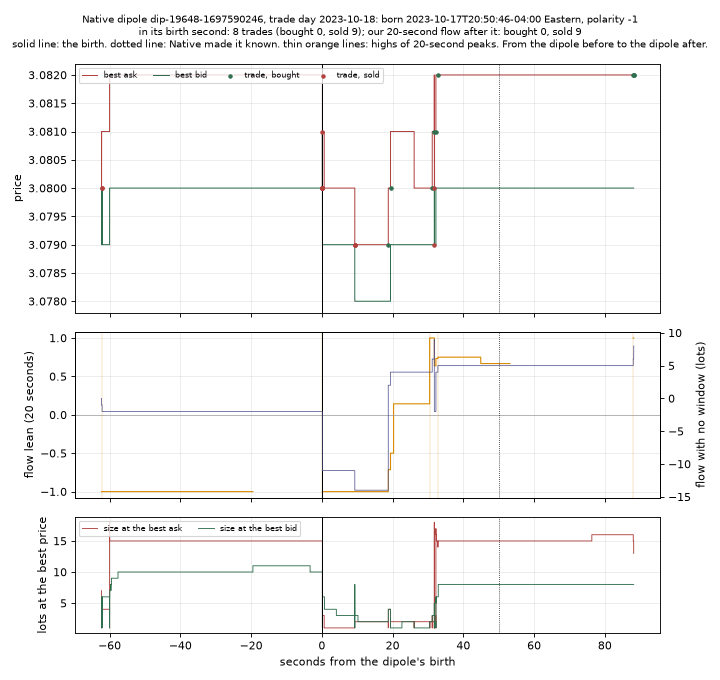 Native dipole dip-19648-1697590246, trade day 2023-10-18: born 2023-10-17T20:50:46-04:00 Eastern, polarity -1
in its birth second: 8 trades (bought 0, sold 9); our 20-second flow after it: bought 0, sold 9
solid line: the birth. dotted line: Native made it known. thin orange lines: highs of 20-second peaks. From the dipole before to the dipole after.
best ask best bid trade, bought trade, sold
3.0820
3.0815
3.0810
3.0805
3.0800
3.0795
3.0790
3.0785
3.0780
price
1.0
0.5
0.0
−0.5
−1.0
flow lean (20 seconds)
10
5
0
−5
−10
−15
flow with no window (lots)
size at the best ask size at the best bid
15
10
5
lots at the best price
−60 −40 −20 0 20 40 60 80
seconds from the dipole's birth